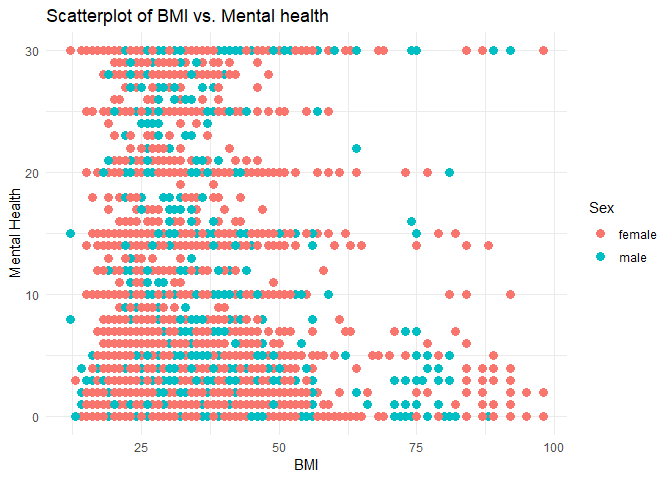 Scatterplot of BMI vs. Mental health
30
20
10
0
Mental Health
25
50
75
100
BMI
Sex
female
male